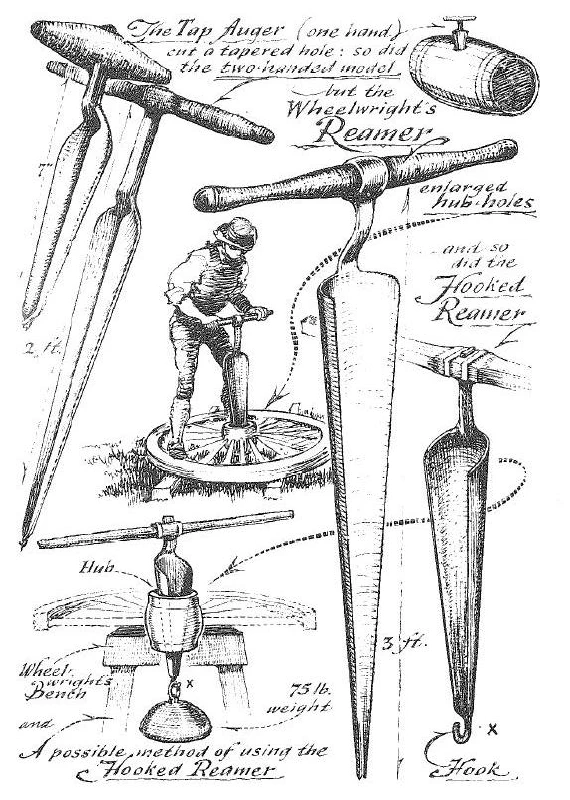 The Tap Auger (one hand)
cut a tapered hole: so did
the two-handed model
but the
Wheelwright's
Reamer
enlarged
hub-holes
and so
did the
Hooked
Reamer
7"
2 ft.
3 ft.
Hub
Wheel-
wright's
Bench
and
x
75 lb.
weight
A possible method of using the
Hooked Reamer
x
Hook